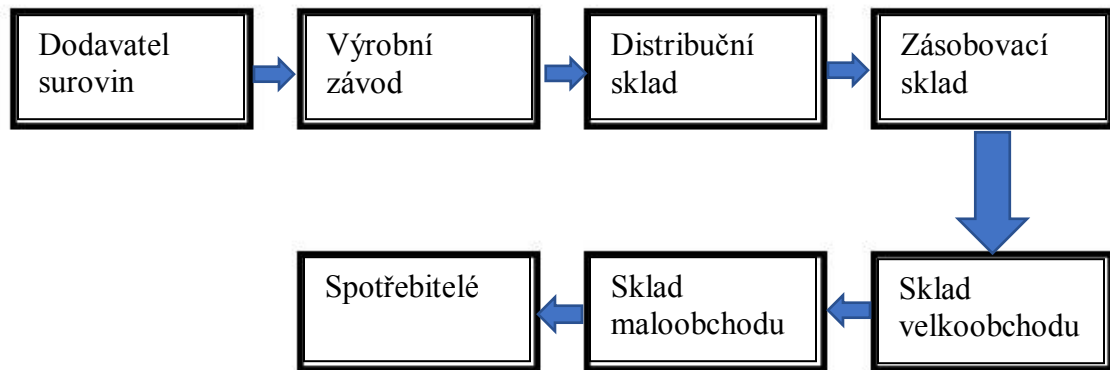 Dodavatel
surovin
Výrobní
závod
Distribuční
sklad
Zásobovací
sklad
Sklad
velkoobchodu
Sklad
maloobchodu
Spotřebitelé